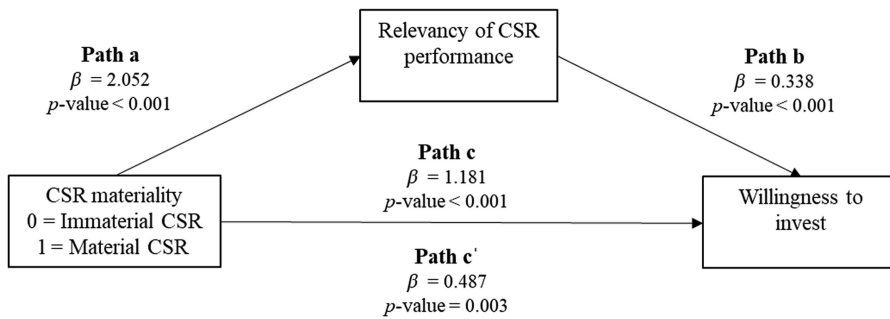 Relevancy of CSR
performance
Path a
β = 2.052
p-value < 0.001
Path b
β = 0.338
p-value < 0.001
Path c
β = 1.181
p-value < 0.001
CSR materiality
0 = Immaterial CSR
1 = Material CSR
Willingness to
invest
Path c'
β = 0.487
p-value = 0.003